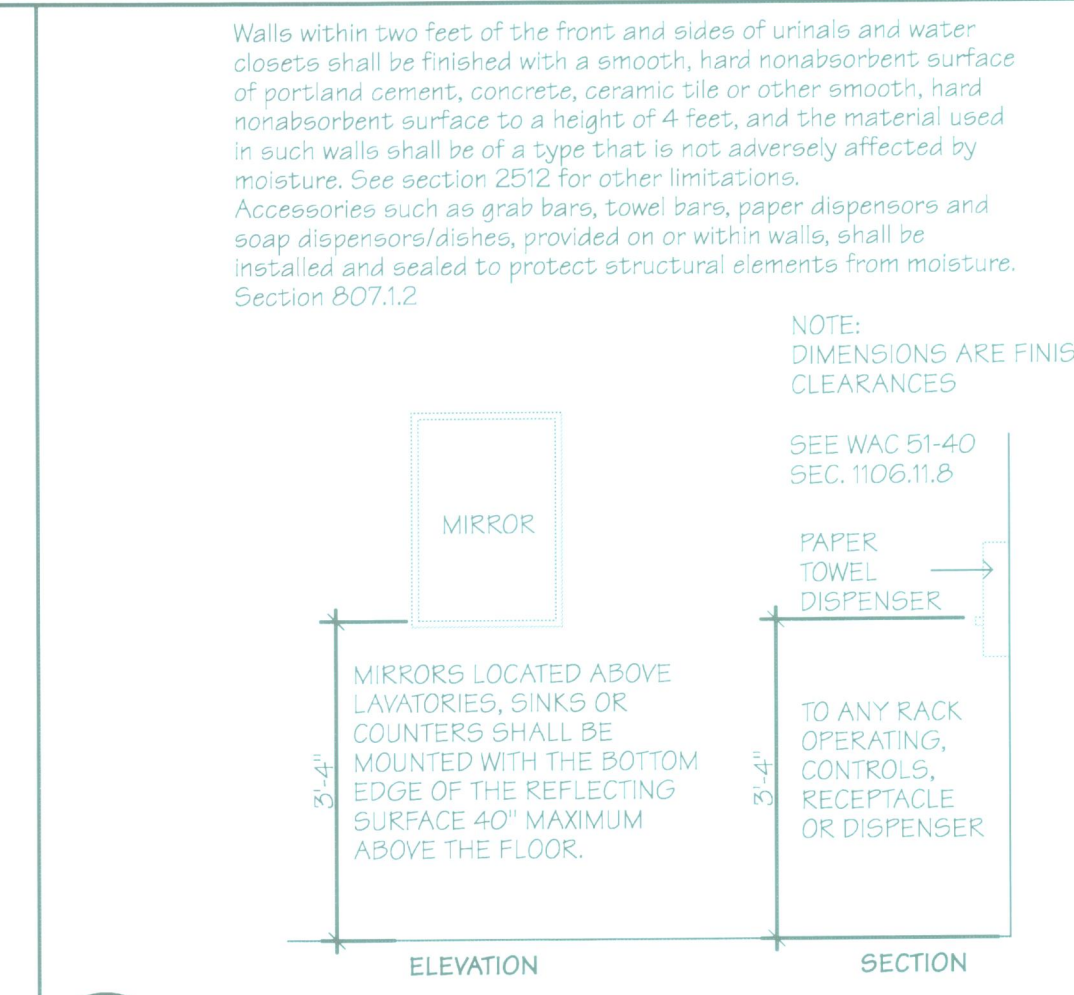 Walls within two feet of the front and sides of urinals and water
closets shall be finished with a smooth, hard nonabsorbent surface
of portland cement, concrete, ceramic tile or other smooth, hard
nonabsorbent surface to a height of 4 feet, and the material used
in such walls shall be of a type that is not adversely affected by
moisture. See section 2512 for other limitations.
Accessories such as grab bars, towel bars, paper dispensors and
soap dispensors/dishes, provided on or within walls, shall be
installed and sealed to protect structural elements from moisture.
Section 807.1.2
NOTE:
DIMENSIONS ARE FINIS
CLEARANCES
SEE WAC 51-40
SEC. 1106.11.8
MIRROR
PAPER
TOWEL
DISPENSER
3'-4"
MIRRORS LOCATED ABOVE
LAVATORIES, SINKS OR
COUNTERS SHALL BE
MOUNTED WITH THE BOTTOM
EDGE OF THE REFLECTING
SURFACE 40" MAXIMUM
ABOVE THE FLOOR.
3'-4"
TO ANY RACK
OPERATING,
CONTROLS,
RECEPTACLE
OR DISPENSER
ELEVATION
SECTION